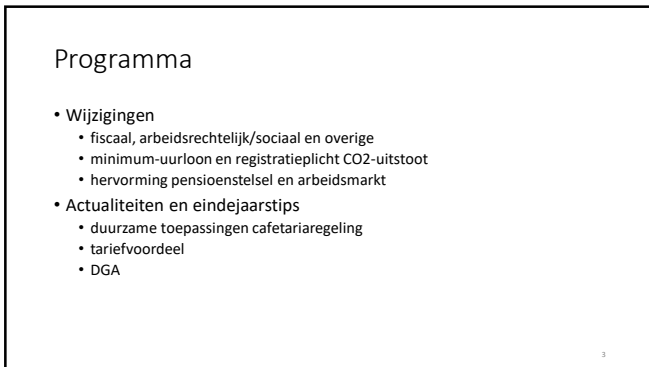 Programma
• Wijzigingen
• fiscaal, arbeidsrechtelijk/sociaal en overige
• minimum-uurloon en registratieplicht CO2-uitstoot
• hervorming pensioenstelsel en arbeidsmarkt
• Actualiteiten en eindejaarstips
• duurzame toepassingen cafetariaregeling
• tariefvoordeel
• DGA
3